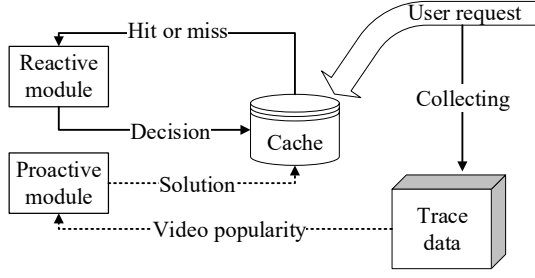 User request
Hit or miss
Reactive
module
Collecting
Decision
Cache
Proactive
module
Solution
Trace
data
Video popularity